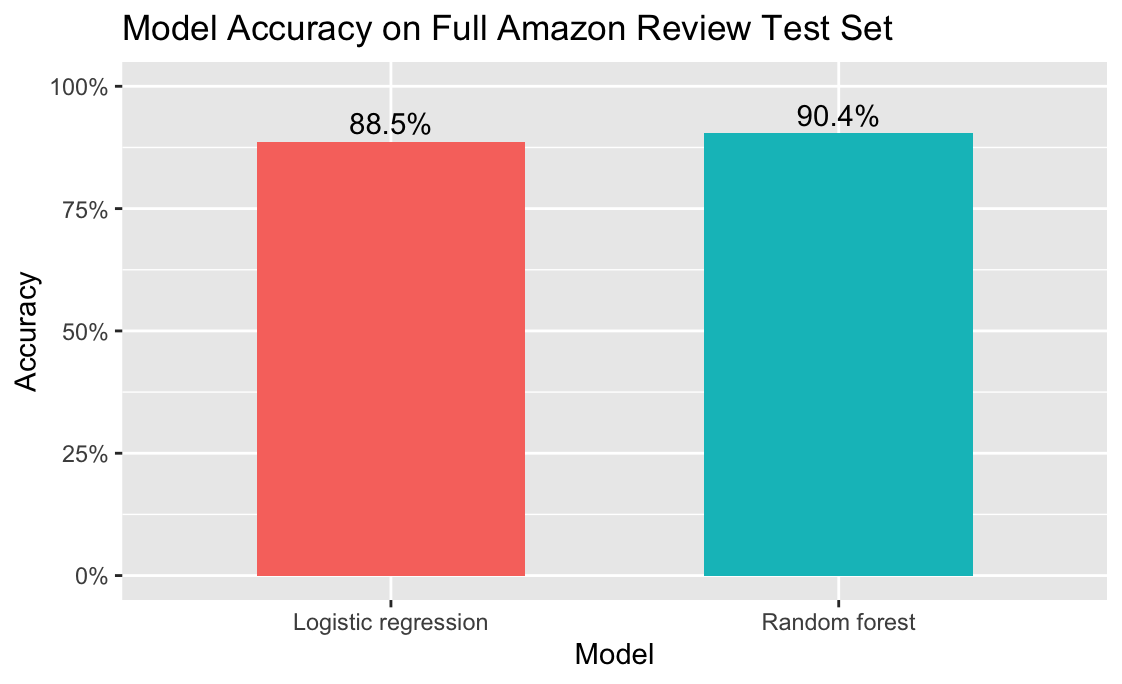 Model Accuracy on Full Amazon Review Test Set
100%
75%
50%
25%
0%
Accuracy
88.5%
90.4%
Logistic regression
Random forest
Model